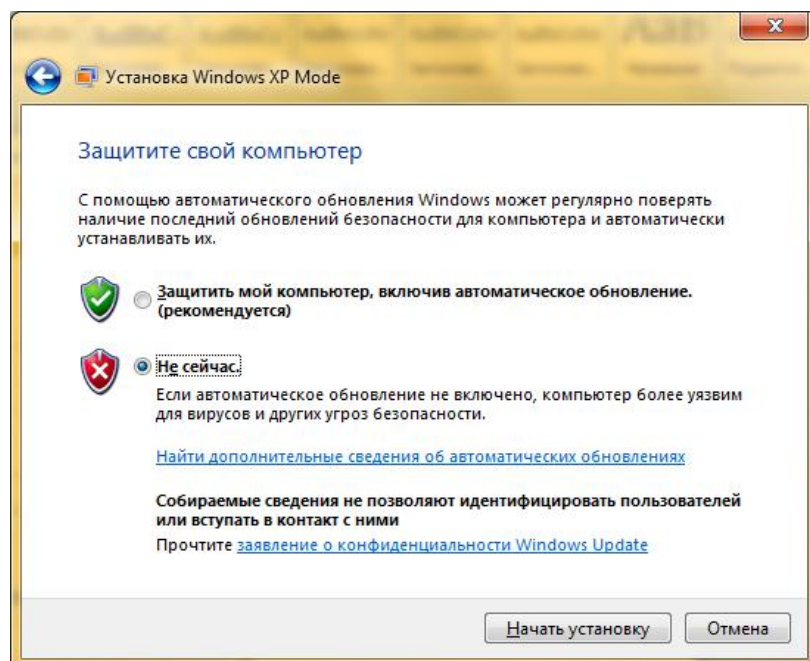 Установка Windows XP Mode
Защитите свой компьютер
С помощью автоматического обновления Windows может регулярно поверять
наличие последний обновлений безопасности для компьютера и автоматически
устанавливать их.
Защитить мой компьютер, включив автоматическое обновление.
(рекомендуется)
Не сейчас.
Если автоматическое обновление не включено, компьютер более уязвим
для вирусов и других угроз безопасности.
Найти дополнительные сведения об автоматических обновлениях
Собираемые сведения не позволяют идентифицировать пользователей
или вступать в контакт с ними
Прочтите заявление о конфиденциальности Windows Update
Начать установку Отмена